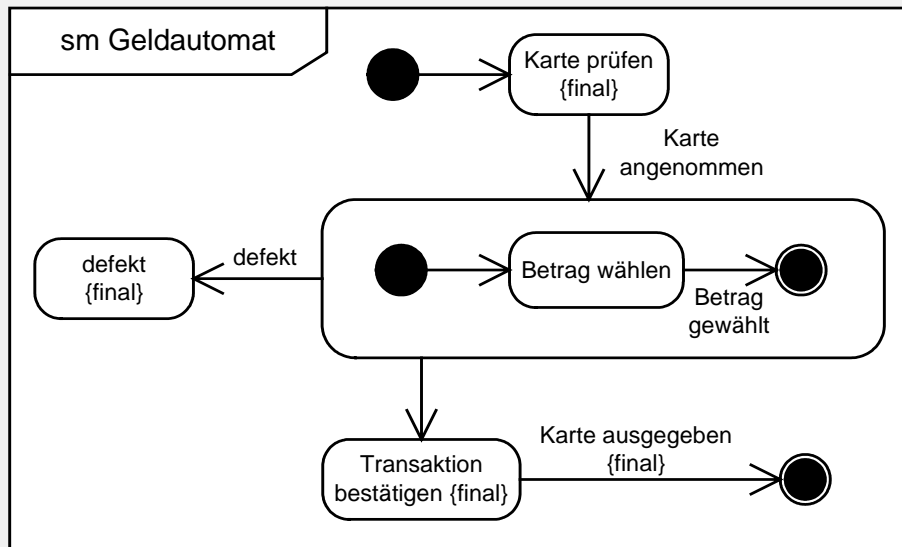 sm Geldautomat
Karte prüfen
{final}
Karte
angenommen
defekt
{final}
defekt
Betrag wählen
Betrag
gewählt
Transaktion
bestätigen {final}
Karte ausgegeben
{final}